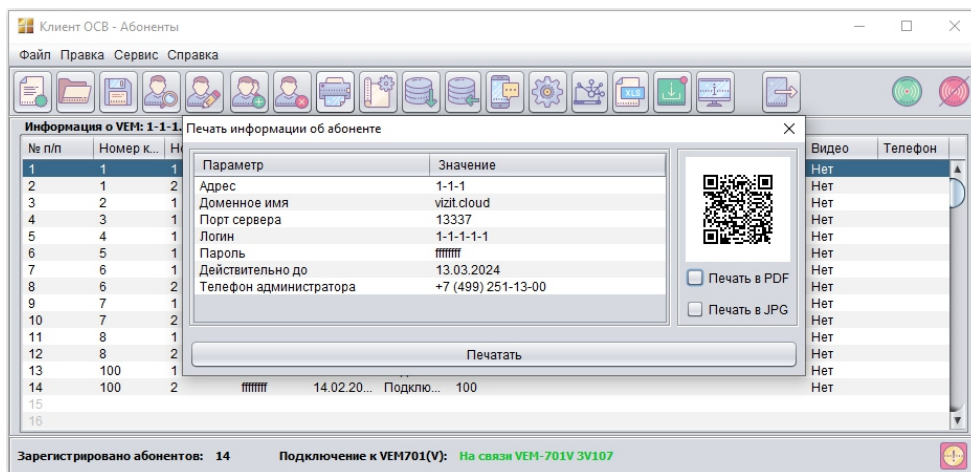 Клиент ОСВ - Абоненты
Файл Правка Сервис Справка
XLS
Информация о VEM: 1-1-1.
Печать информации об абоненте
№ п/п Номер к... Но Видео Телефон
Параметр Значение
Адрес 1-1-1
Доменное имя vizit.cloud
Порт сервера 13337
Логин 1-1-1-1-1
Пароль ffffffff
Действительно до 13.03.2024
Телефон администратора +7 (499) 251-13-00
Печать в PDF
Печать в JPG
Печатать
1 1 1 Нет
2 1 2 Нет
3 2 1 Нет
4 3 1 Нет
5 4 1 Нет
6 5 1 Нет
7 6 1 Нет
8 6 2 Нет
9 7 1 Нет
10 7 2 Нет
11 8 1 Нет
12 8 2 Нет
13 100 1 Нет
14 100 2 ffffffff 14.02.20... Подклю... 100 Нет
15
16
Зарегистрировано абонентов: 14 Подключение к VEM701(V): На связи VEM-701V 3V107